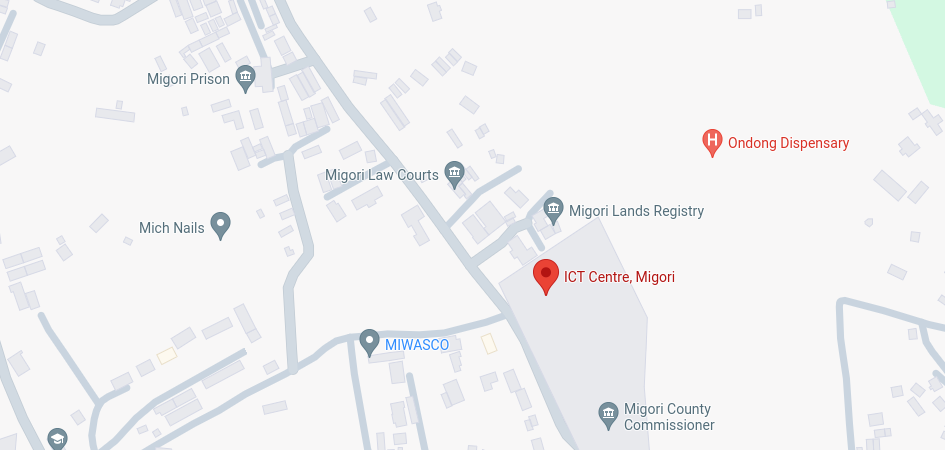 Migori Prison
Ondong Dispensary
Migori Law Courts
Migori Lands Registry
Mich Nails
ICT Centre, Migori
MIWASCO
Migori County
Commissioner